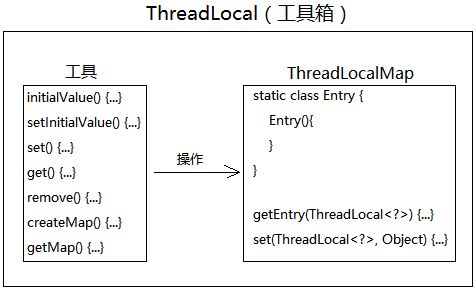 ThreadLocal（工具箱）
工具
initialValue() {...}
setInitialValue() {...}
set() {...}
get() {...}
remove() {...}
createMap() {...}
getMap() {...}
操作
ThreadLocalMap
static class Entry {
Entry(){
}
}
getEntry(ThreadLocal<?>) {...}
set(ThreadLocal<?>, Object) {...}